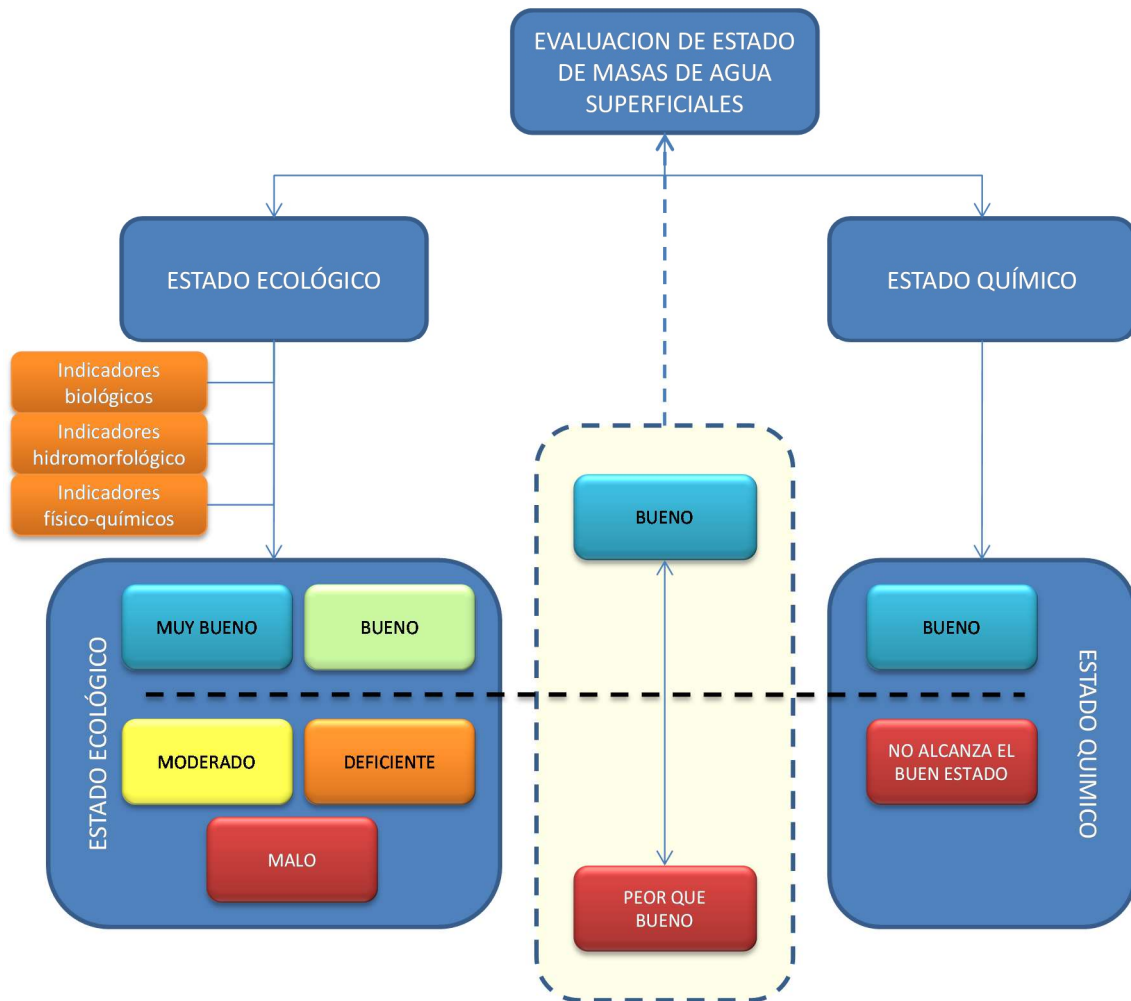 EVALUACION DE ESTADO
DE MASAS DE AGUA
SUPERFICIALES
ESTADO ECOLÓGICO
ESTADO QUÍMICO
Indicadores
biológicos
Indicadores
hidromorfológico
Indicadores
físico-químicos
ESTADO ECOLÓGICO
MUY BUENO
BUENO
MODERADO
DEFICIENTE
MALO
BUENO
PEOR QUE
BUENO
BUENO
NO ALCANZA EL
BUEN ESTADO
ESTADO QUIMICO